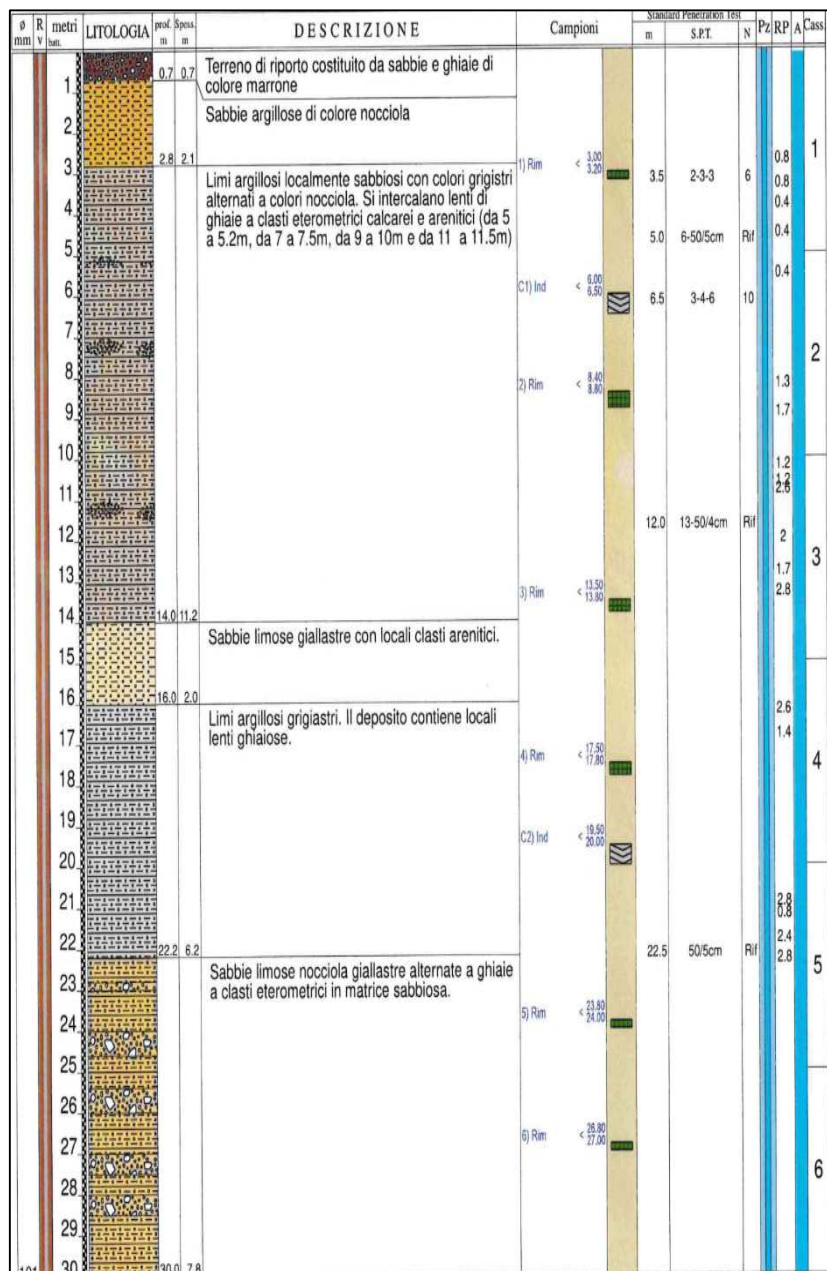 ø R metri LITOLOGIA prof. Spess. DESCRIZIONE Campioni Standard Penetration Test Pz RP A Cass.
mm v batt. m m m S.P.T. N
0.7 0.7 Terreno di riporto costituito da sabbie e ghiaie di
colore marrone
1
Sabbie argillose di colore nocciola
2
2.8 2.1
3
1) Rim < 3,00
3.20
3.5 2-3-3 6
0.8
0.8
0.4
1
Limi argillosi localmente sabbiosi con colori grigistri
alternati a colori nocciola. Si intercalano lenti di
ghiaie a clasti eterometrici calcarei e arenitici (da 5
a 5.2m, da 7 a 7.5m, da 9 a 10m e da 11 a 11.5m)
4
5.0 6-50/5cm Rif 0.4
5
0.4
6
C1) Ind < 6.00
6.50
6.5 3-4-6 10
7
2
8
2) Rim < 8.40
8.80
1.3
9
1.7
10
1.2
1.2
2.6
11
12.0 13-50/4cm Rif
12
2
3
13
1.7
3) Rim < 13.50
13.80
2.8
14
14.0 11.2
Sabbie limose giallastre con locali clasti arenitici.
15
16
16.0 2.0
2.6
Limi argillosi grigiastri. Il deposito contiene locali
lenti ghiaiose.
1.4
17
4) Rim < 17.50
17.80
4
18
19
C2) Ind < 19.50
20.00
20
21
2.8
0.8
22
2.4
22.2 6.2
22.5 50/5cm Rif 2.8
5
Sabbie limose nocciola giallastre alternate a ghiaie
a clasti eterometrici in matrice sabbiosa.
23
5) Rim < 23.80
24.00
24
25
26
6) Rim < 26.80
27.00
27
6
28
29
101 30 30.0 7.8